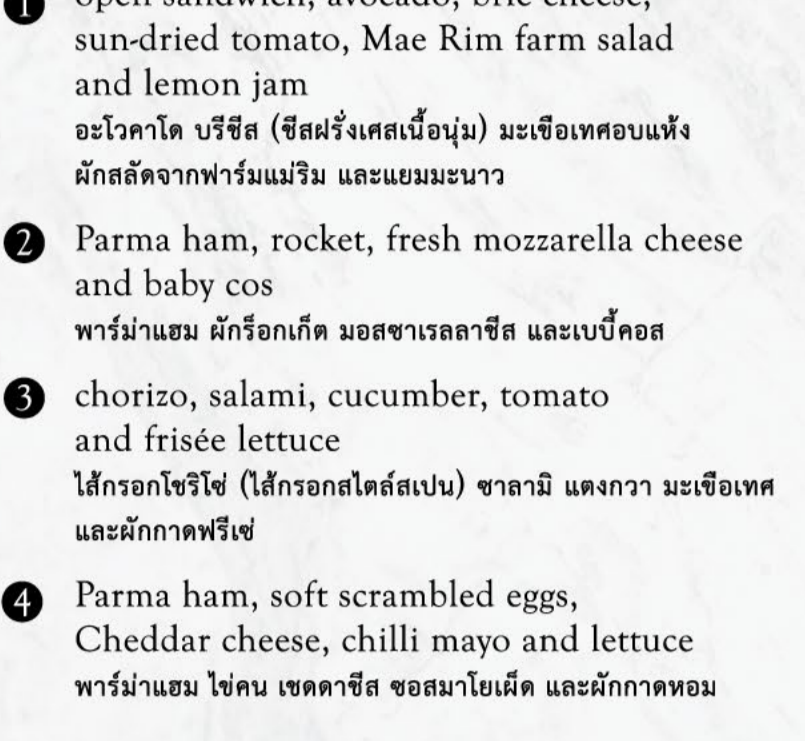 1 open sandwich, avocado, brie cheese,
sun-dried tomato, Mae Rim farm salad
and lemon jam
อะโวคาโด บรีชีส (ชีสฝรั่งเศสเนื้อนุ่ม) มะเขือเทศอบแห้ง
ผักสลัดจากฟาร์มแม่ริม และแยมมะนาว
2 Parma ham, rocket, fresh mozzarella cheese
and baby cos
พาร์ม่าแฮม ผักร็อกเก็ต มอสซาเรลลาชีส และเบบี้คอส
3 chorizo, salami, cucumber, tomato
and frisée lettuce
ไส้กรอกโชริโซ่ (ไส้กรอกสไตล์สเปน) ซาลามิ แตงกวา มะเขือเทศ
และผักกาดฟรีเซ่
4 Parma ham, soft scrambled eggs,
Cheddar cheese, chilli mayo and lettuce
พาร์ม่าแฮม ไข่คน เชดดาชีส ซอสมาโยเผ็ด และผักกาดหอม